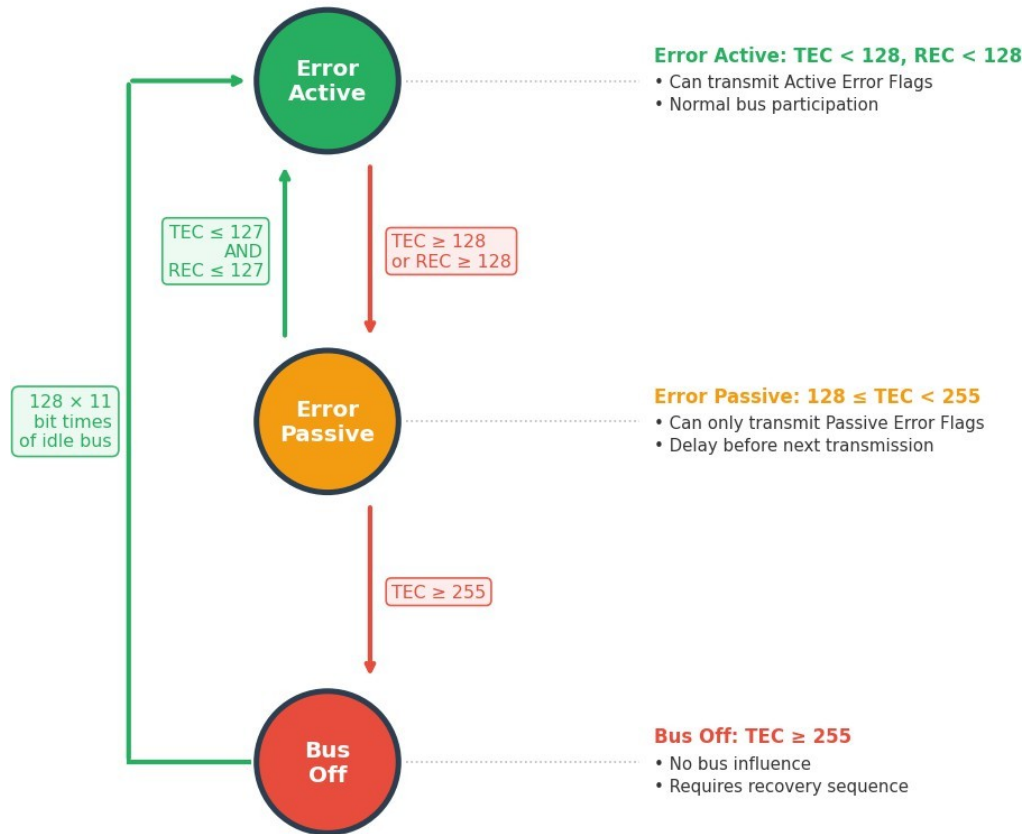 Error
Active
Error Active: TEC < 128, REC < 128
• Can transmit Active Error Flags
• Normal bus participation
TEC ≤ 127
AND
REC ≤ 127
TEC ≥ 128
or REC ≥ 128
128 × 11
bit times
of idle bus
Error
Passive
Error Passive: 128 ≤ TEC < 255
• Can only transmit Passive Error Flags
• Delay before next transmission
TEC ≥ 255
Bus
Off
Bus Off: TEC ≥ 255
• No bus influence
• Requires recovery sequence